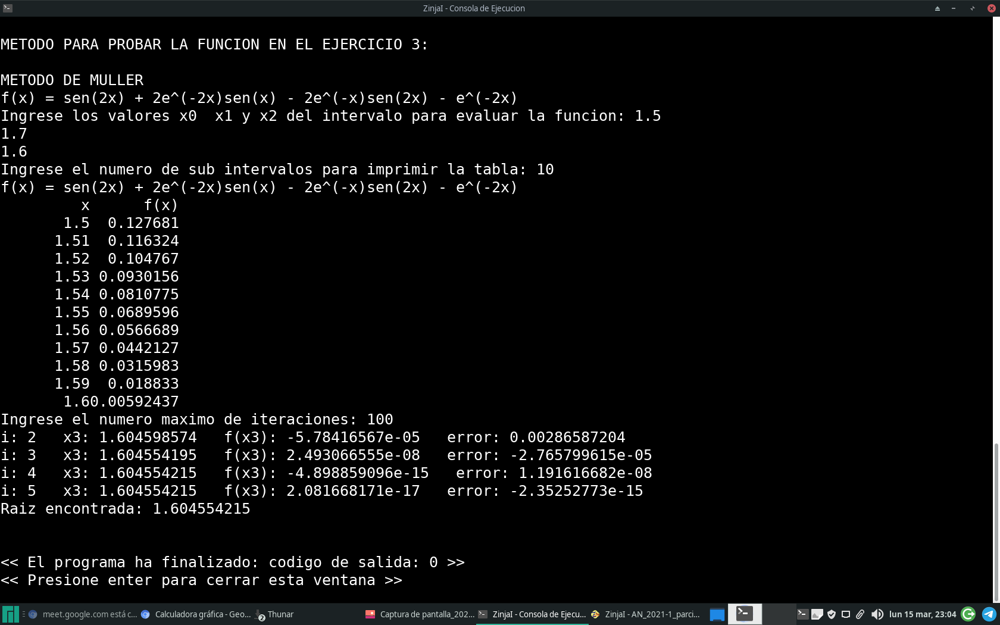 ZinjaI - Consola de Ejecucion
METODO PARA PROBAR LA FUNCION EN EL EJERCICIO 3:
METODO DE MULLER
f(x) = sen(2x) + 2e^(-2x)sen(x) - 2e^(-x)sen(2x) - e^(-2x)
Ingrese los valores x0  x1 y x2 del intervalo para evaluar la funcion: 1.5
1.7
1.6
Ingrese el numero de sub intervalos para imprimir la tabla: 10
f(x) = sen(2x) + 2e^(-2x)sen(x) - 2e^(-x)sen(2x) - e^(-2x)
         x      f(x)
       1.5  0.127681
      1.51  0.116324
      1.52  0.104767
      1.53 0.0930156
      1.54 0.0810775
      1.55 0.0689596
      1.56 0.0566689
      1.57 0.0442127
      1.58 0.0315983
      1.59  0.018833
       1.60.00592437
Ingrese el numero maximo de iteraciones: 100
i: 2   x3: 1.604598574   f(x3): -5.78416567e-05   error: 0.00286587204
i: 3   x3: 1.604554195   f(x3): 2.493066555e-08   error: -2.765799615e-05
i: 4   x3: 1.604554215   f(x3): -4.898859096e-15   error: 1.191616682e-08
i: 5   x3: 1.604554215   f(x3): 2.081668171e-17   error: -2.35252773e-15
Raiz encontrada: 1.604554215
<< El programa ha finalizado: codigo de salida: 0 >>
<< Presione enter para cerrar esta ventana >>
meet.google.com está c... Calculadora gráfica - Geo... 2 Thunar Captura de pantalla_202... ZinjaI - Consola de Ejecu... ZinjaI - AN_2021-1_parci... lun 15 mar, 23:04